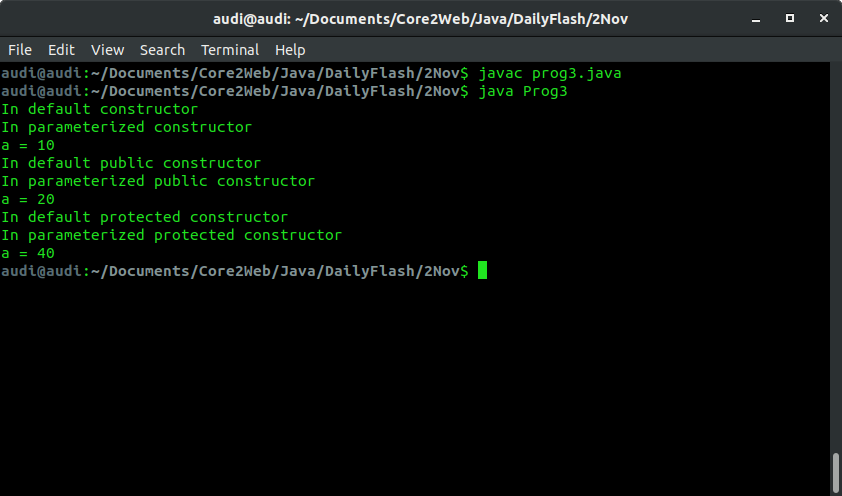 audi@audi: ~/Documents/Core2Web/Java/DailyFlash/2Nov
File Edit View Search Terminal Help
audi@audi:~/Documents/Core2Web/Java/DailyFlash/2Nov$ javac prog3.java
audi@audi:~/Documents/Core2Web/Java/DailyFlash/2Nov$ java Prog3
In default constructor
In parameterized constructor
a = 10
In default public constructor
In parameterized public constructor
a = 20
In default protected constructor
In parameterized protected constructor
a = 40
audi@audi:~/Documents/Core2Web/Java/DailyFlash/2Nov$